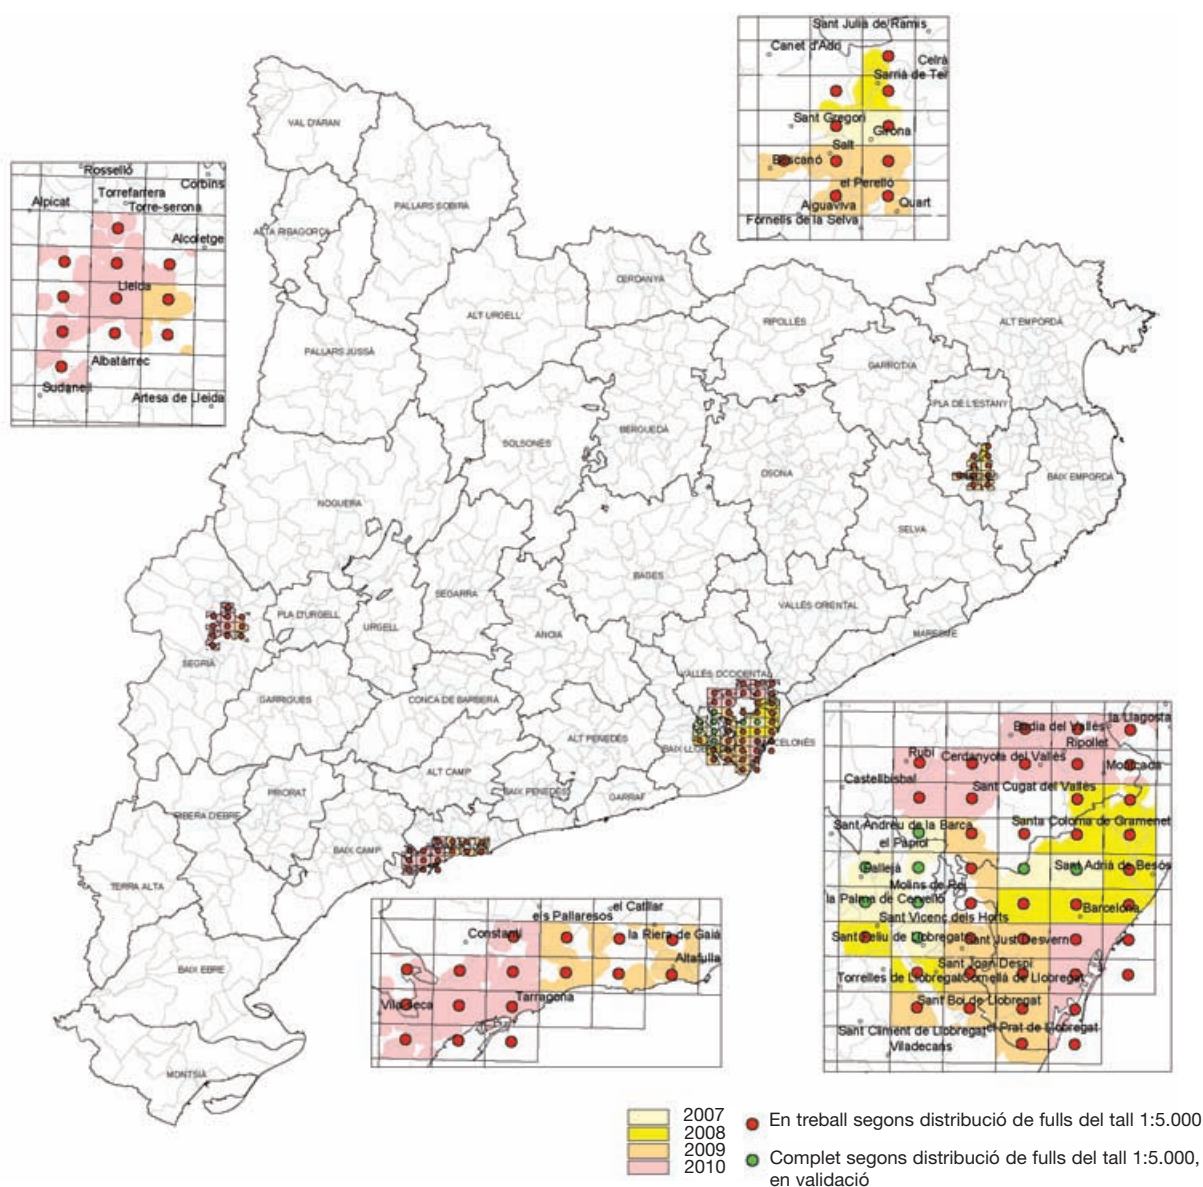 Sant Julià de Ramis
Canet d'Adri
Celrà
Sarrià de Ter
Sant Gregori
Girona
Salt
Bescanó
el Perelló
Aiguaviva
Quart
Fornells de la Selva
Rosselló
Corbins
Torrefarrera
Alpicat
Torre-serona
Alcoletge
Lleida
Albatàrrec
Sudanell
Artesa de Lleida
VAL D'ARAN
PALLARS SOBIRÀ
ALTA RIBAGORÇA
CERDANYA
ALT URGELL
RIPOLLÈS
ALT EMPORDÀ
PALLARS JUSSÀ
GARROTXA
PLA DE L'ESTANY
BERGUEDÀ
SOLSONÈS
OSONA
BAIX EMPORDÀ
NOGUERA
SELVA
BAGES
SEGARRA
VALLÈS ORIENTAL
PLA D'URGELL
URGELL
ANOIA
MARESME
SEGRIÀ
VALLÈS OCCIDENTAL
GARRIGUES
CONCA DE BARBERÀ
ALT PENEDÈS
ALT CAMP
BAIX PENEDÈS
GARRAF
PRIORAT
RIBERA D'EBRE
BAIX CAMP
TERRA ALTA
BAIX EBRE
MONTSIÀ
la Llagosta
Badia del Vallès
Ripollet
Rubí
Cerdanyola del Vallès
Montcada
Castellbisbal
Sant Cugat del Vallès
Sant Andreu de la Barca
Santa Coloma de Gramenet
el Papiol
Sant Adrià de Besòs
Molins de Rei
la Palma de Cervelló
Barcelona
Sant Vicenç dels Horts
Sant Feliu de Llobregat
Sant Just Desvern
Sant Joan Despí
Torrelles de Llobregat
Cornellà de Llobregat
Sant Boi de Llobregat
Sant Climent de Llobregat
el Prat de Llobregat
Viladecans
el Catllar
els Pallaresos
Constantí
la Riera de Gaià
Altafulla
Vila-seca
Tarragona
2007
2008
2009
2010
En treball segons distribució de fulls del tall 1:5.000
Complet segons distribució de fulls del tall 1:5.000,
en validació